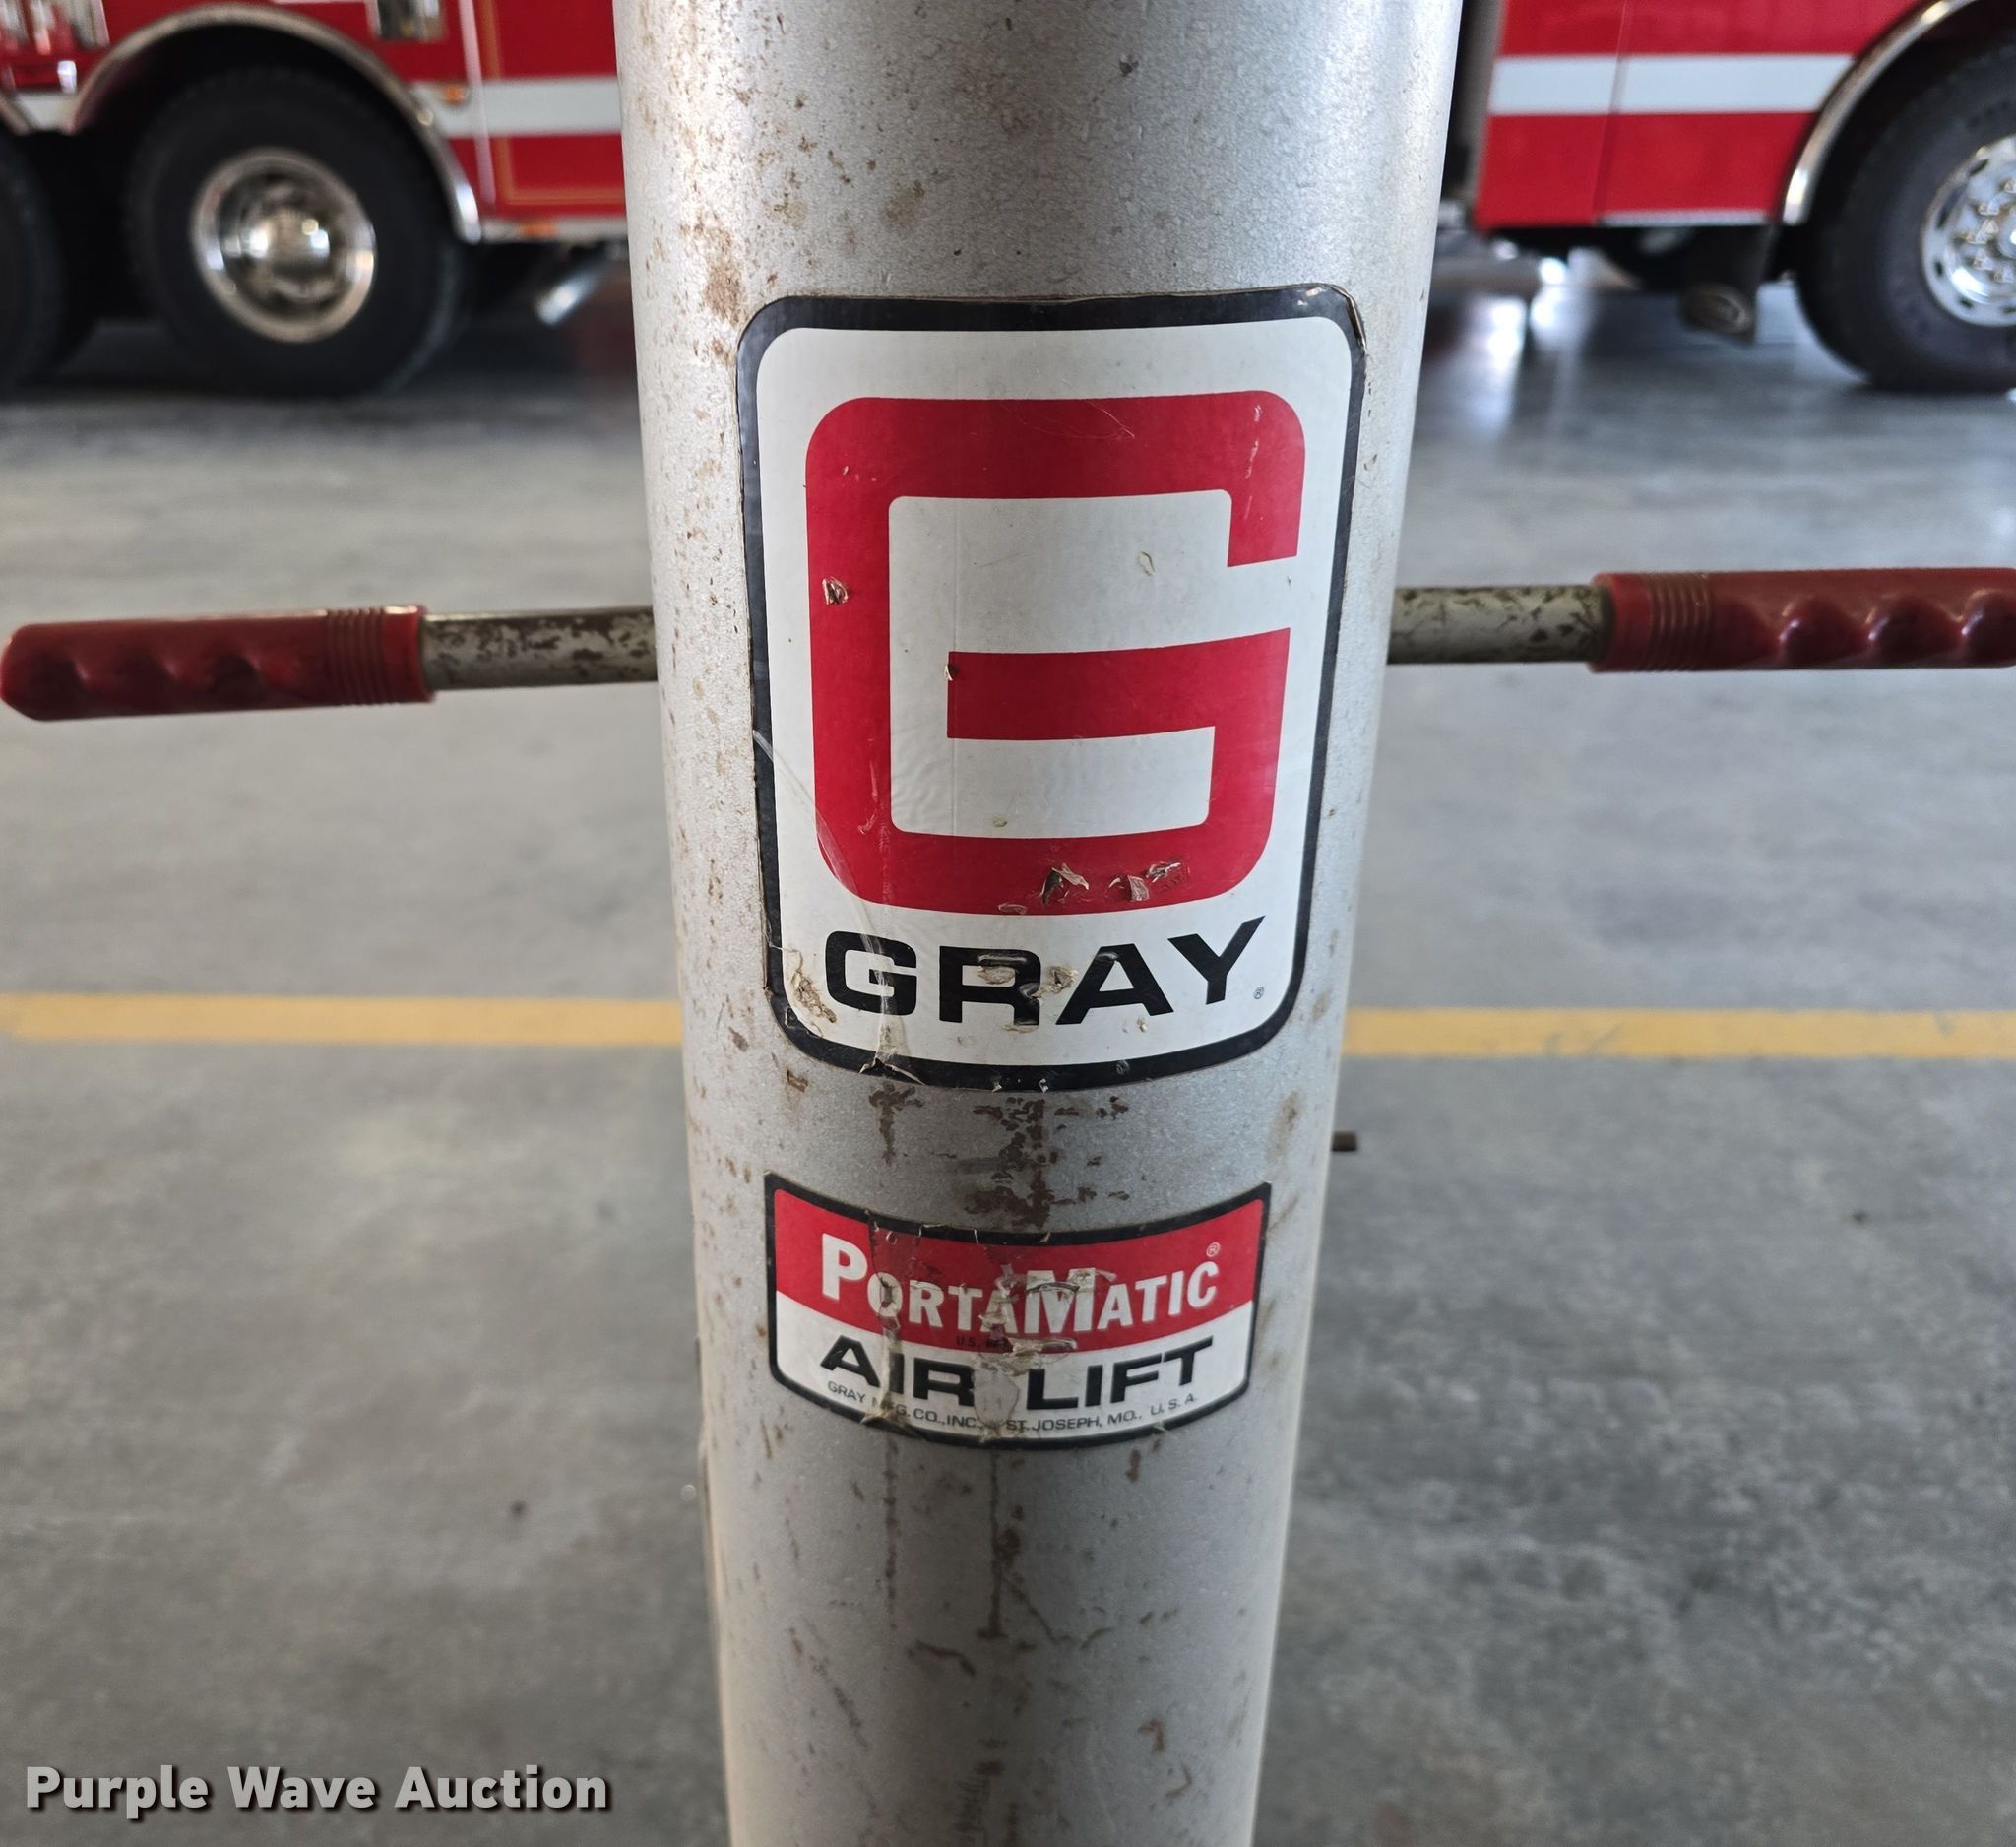 G
GRAY®
PORTAMATIC®
U.S.
AIR LIFT
GRAY MFG. CO., INC. ST. JOSEPH, MO., U.S.A.
Purple Wave Auction